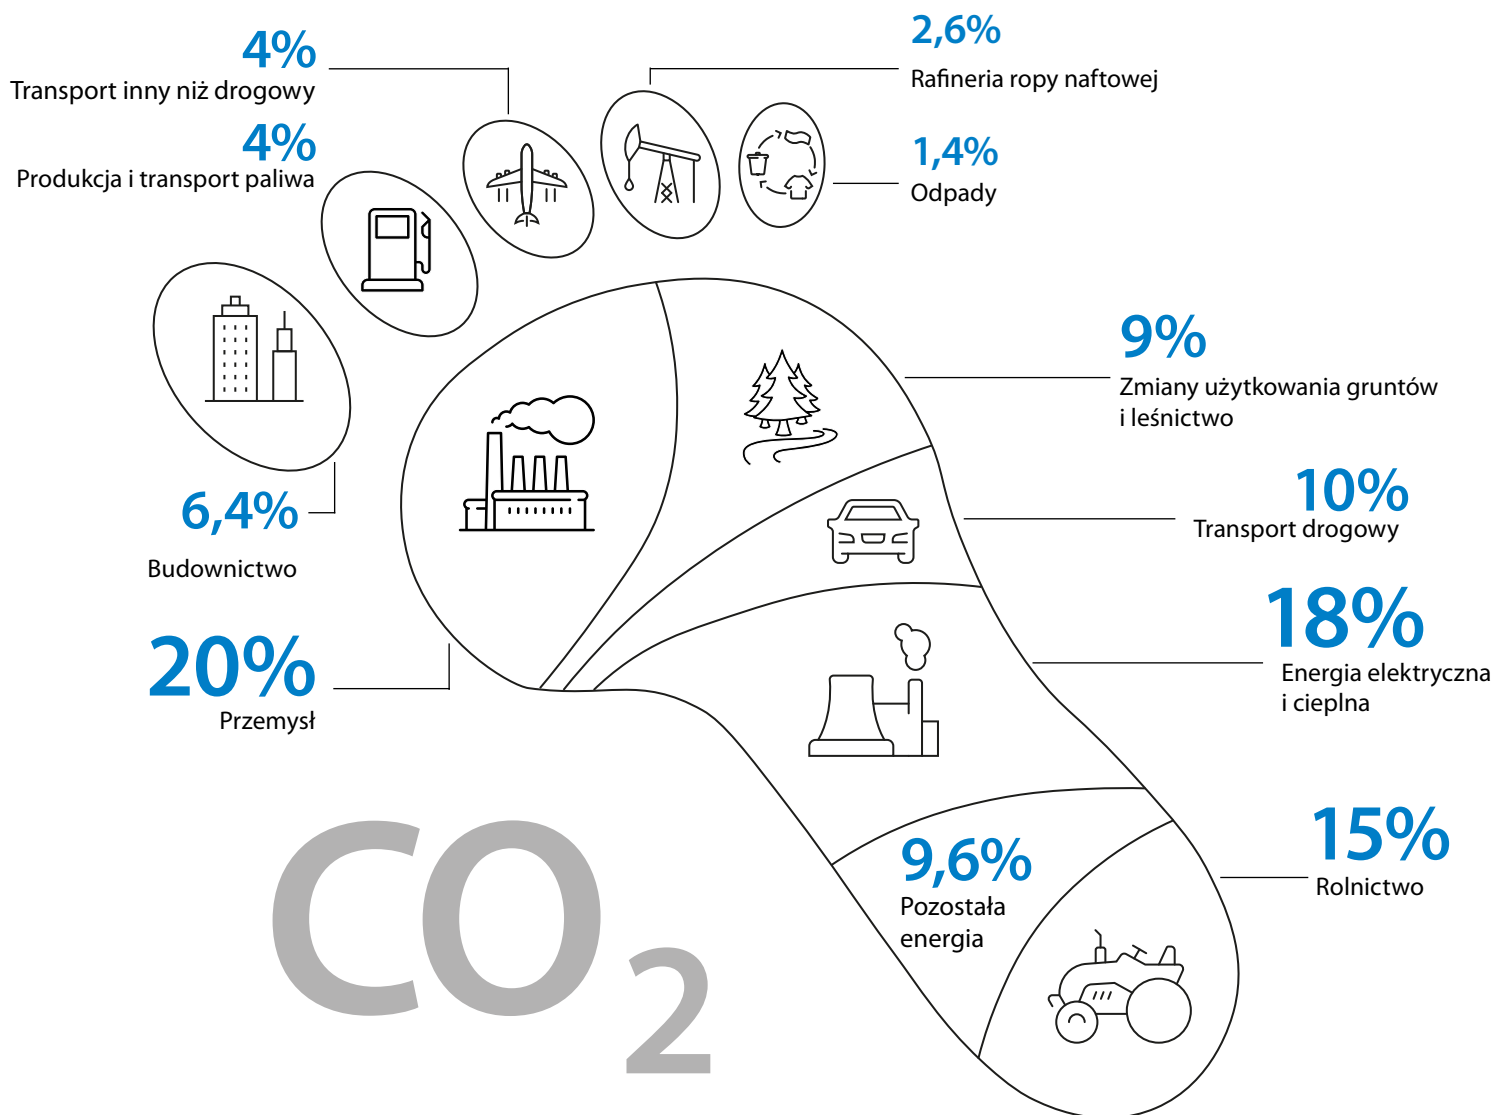 4%
Transport inny niż drogowy
4%
Produkcja i transport paliwa
2,6%
Rafineria ropy naftowej
1,4%
Odpady
9%
Zmiany użytkowania gruntów
i leśnictwo
6,4%
Budownictwo
10%
Transport drogowy
20%
Przemysł
18%
Energia elektryczna
i cieplna
15%
Rolnictwo
9,6%
Pozostała
energia
CO2